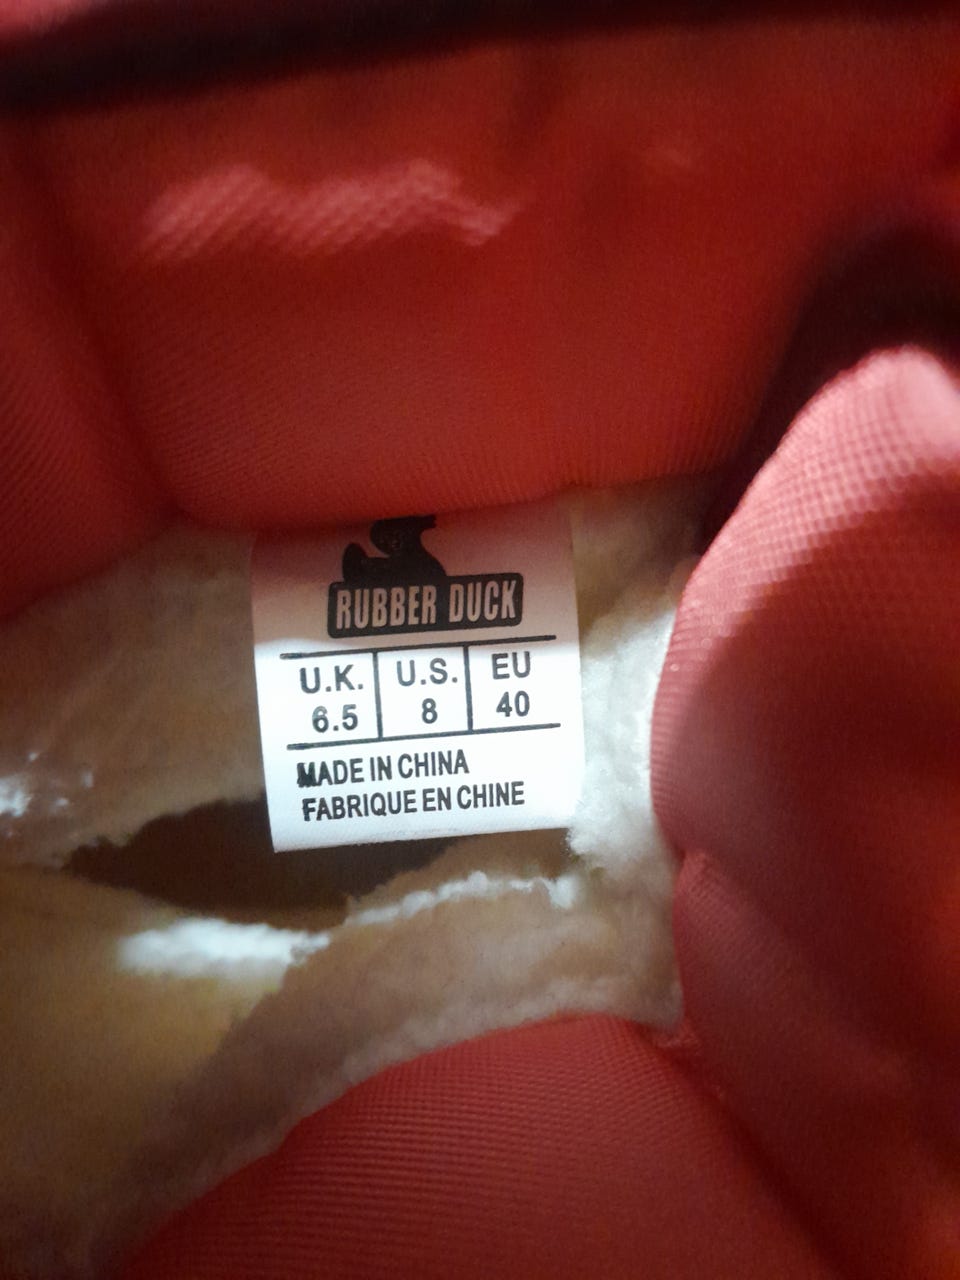 RUBBER DUCK
U.K. U.S. EU
6.5 8 40
MADE IN CHINA
FABRIQUE EN CHINE